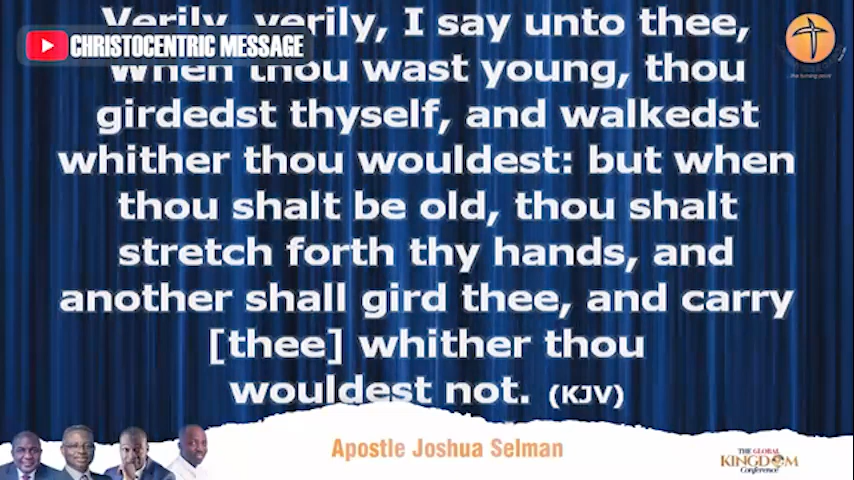 Verily, verily, I say unto thee,
CHRISTOCENTRIC MESSAGE
When thou wast young, thou
girdedst thyself, and walkedst
whither thou wouldest: but when
thou shalt be old, thou shalt
stretch forth thy hands, and
another shall gird thee, and carry
[thee] whither thou
wouldest not. (KJV)
Apostle Joshua Selman
THE GLOBAL
KINGDOM
Conference